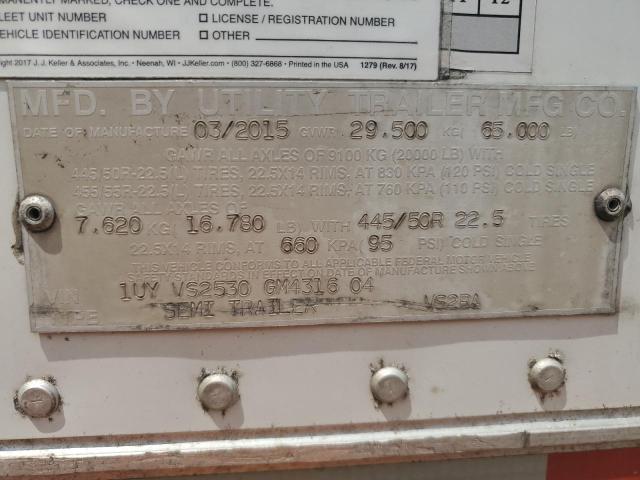 MANENTLY MARKED, CHECK ONE AND COMPLETE.
LEET UNIT NUMBER □ LICENSE / REGISTRATION NUMBER
EHICLE IDENTIFICATION NUMBER □ OTHER
pyright 2017 J. J. Keller & Associates, Inc. • Neenah, WI • JJKeller.com • (800) 327-6868 • Printed in the USA 1279 (Rev. 8/17)
12
MFD. BY UTILITY TRAILER MFG CO.
DATE OF MANUFACTURE 03/2015 GVWR 29.500 KG( 65.000 LB)
GAWR ALL AXLES OF 9100 KG (20000 LB) WITH
445/50R-22.5(L) TIRES, 22.5X14 RIMS, AT 830 KPA (120 PSI) COLD SINGLE
455/55R-22.5(L) TIRES, 22.5X14 RIMS, AT 760 KPA (110 PSI) COLD SINGLE
GAWR ALL AXLES OF
7.620 KG( 16.780 LB) WITH 445/50R 22.5 TIRES
22.5X14 RIMS, AT 660 KPA( 95 PSI) COLD SINGLE
THIS VEHICLE CONFORMS TO ALL APPLICABLE FEDERAL MOTOR VEHICLE
SAFETY STANDARDS IN EFFECT ON DATE OF MANUFACTURE SHOWN ABOVE
VIN 1UY VS2530 GM4316 04
TYPE SEMI TRAILER VS2RA